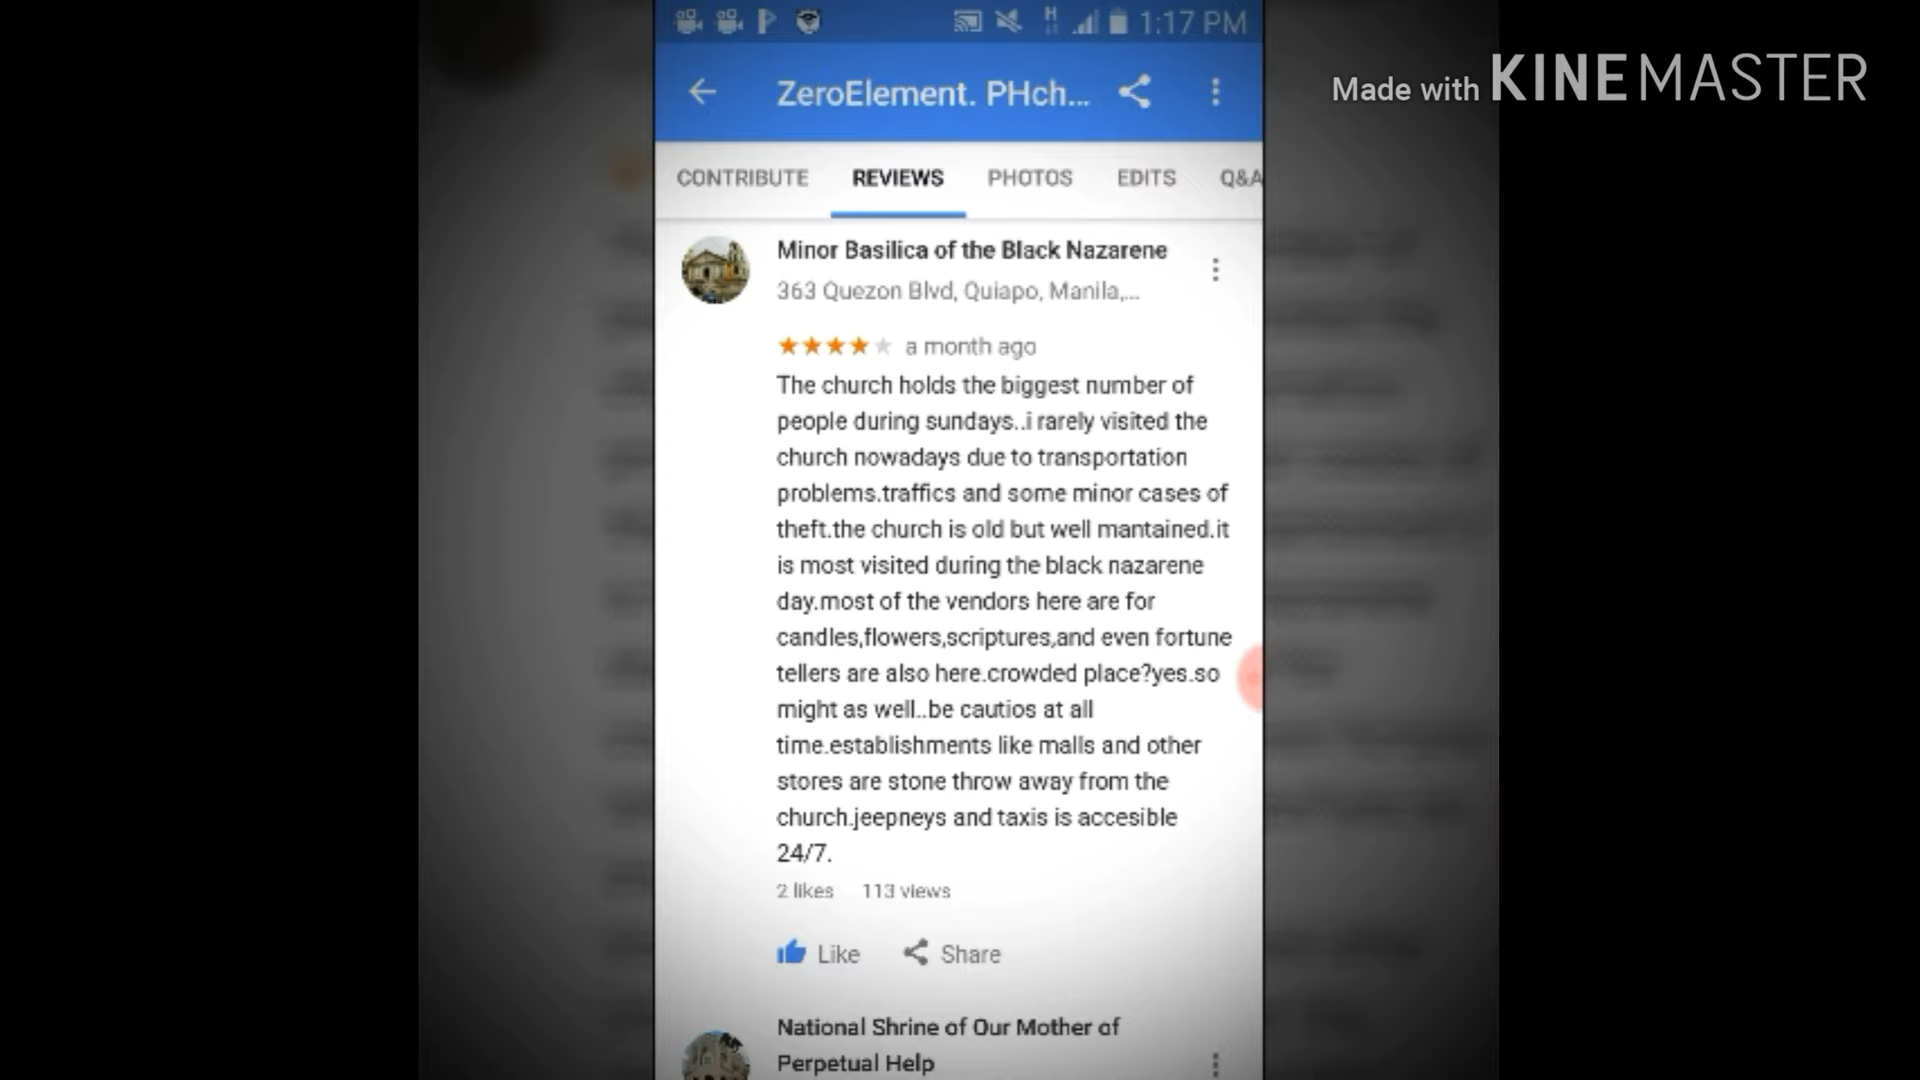 H
1:17 PM
ZeroElement. PHch...
Made with KINEMASTER
CONTRIBUTE REVIEWS PHOTOS EDITS Q&A
Minor Basilica of the Black Nazarene
363 Quezon Blvd, Quiapo, Manila,...
a month ago
The church holds the biggest number of
people during sundays..i rarely visited the
church nowadays due to transportation
problems.traffics and some minor cases of
theft.the church is old but well mantained.it
is most visited during the black nazarene
day.most of the vendors here are for
candles,flowers,scriptures,and even fortune
tellers are also here.crowded place?yes.so
might as well..be cautios at all
time.establishments like malls and other
stores are stone throw away from the
church.jeepneys and taxis is accesible
24/7.
2 likes 113 views
Like Share
National Shrine of Our Mother of
Perpetual Help